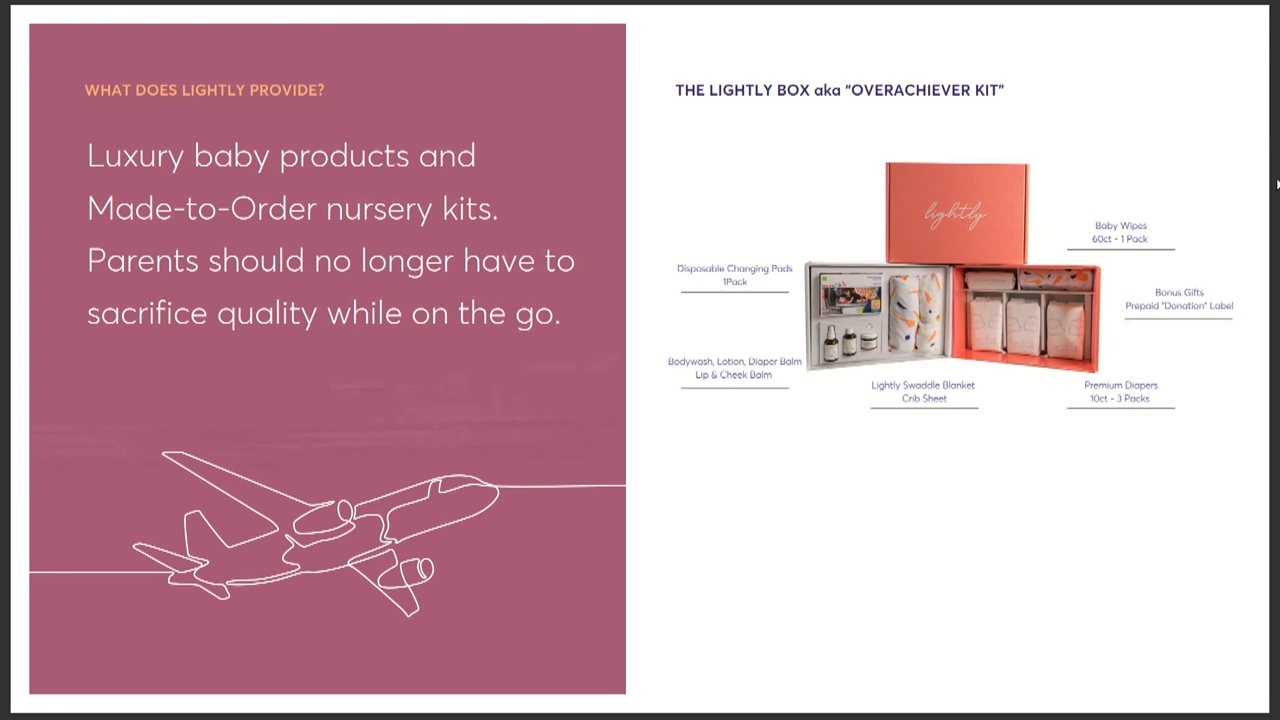 WHAT DOES LIGHTLY PROVIDE?
Luxury baby products and
Made-to-Order nursery kits.
Parents should no longer have to
sacrifice quality while on the go.
THE LIGHTLY BOX aka "OVERACHIEVER KIT"
lightly
Baby Wipes
60ct - 1 Pack
Disposable Changing Pads
1Pack
Bonus Gifts
Prepaid "Donation" Label
Bodywash, Lotion, Diaper Balm
Lip & Cheek Balm
Lightly Swaddle Blanket
Crib Sheet
Premium Diapers
10ct - 3 Packs